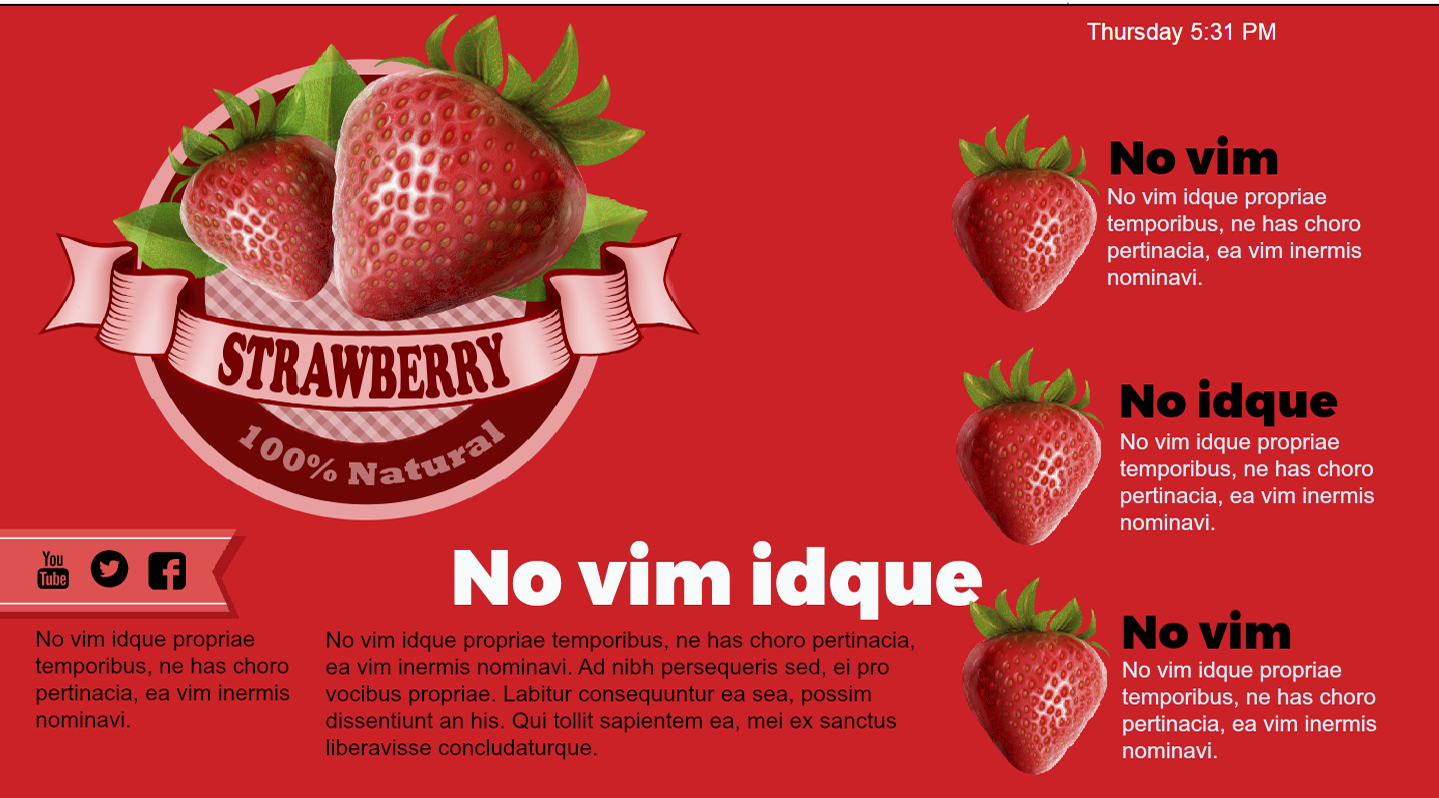 Thursday 5:31 PM
STRAWBERRY
100% Natural
No vim
No vim idque propriae
temporibus, ne has choro
pertinacia, ea vim inermis
nominavi.
No idque
No vim idque propriae
temporibus, ne has choro
pertinacia, ea vim inermis
nominavi.
You
Tube
No vim idque propriae
temporibus, ne has choro
pertinacia, ea vim inermis
nominavi.
No vim idque
No vim idque propriae temporibus, ne has choro pertinacia,
ea vim inermis nominavi. Ad nibh persequeris sed, ei pro
vocibus propriae. Labitur consequuntur ea sea, possim
dissentiunt an his. Qui tollit sapientem ea, mei ex sanctus
liberavisse concludaturque.
No vim
No vim idque propriae
temporibus, ne has choro
pertinacia, ea vim inermis
nominavi.